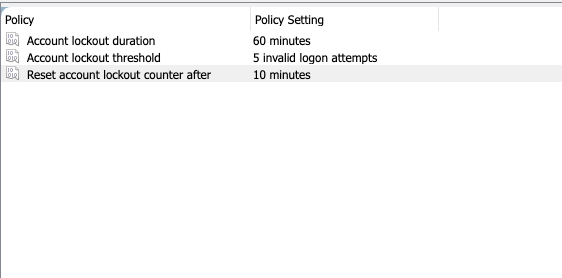 Policy Policy Setting
Account lockout duration 60 minutes
Account lockout threshold 5 invalid logon attempts
Reset account lockout counter after 10 minutes